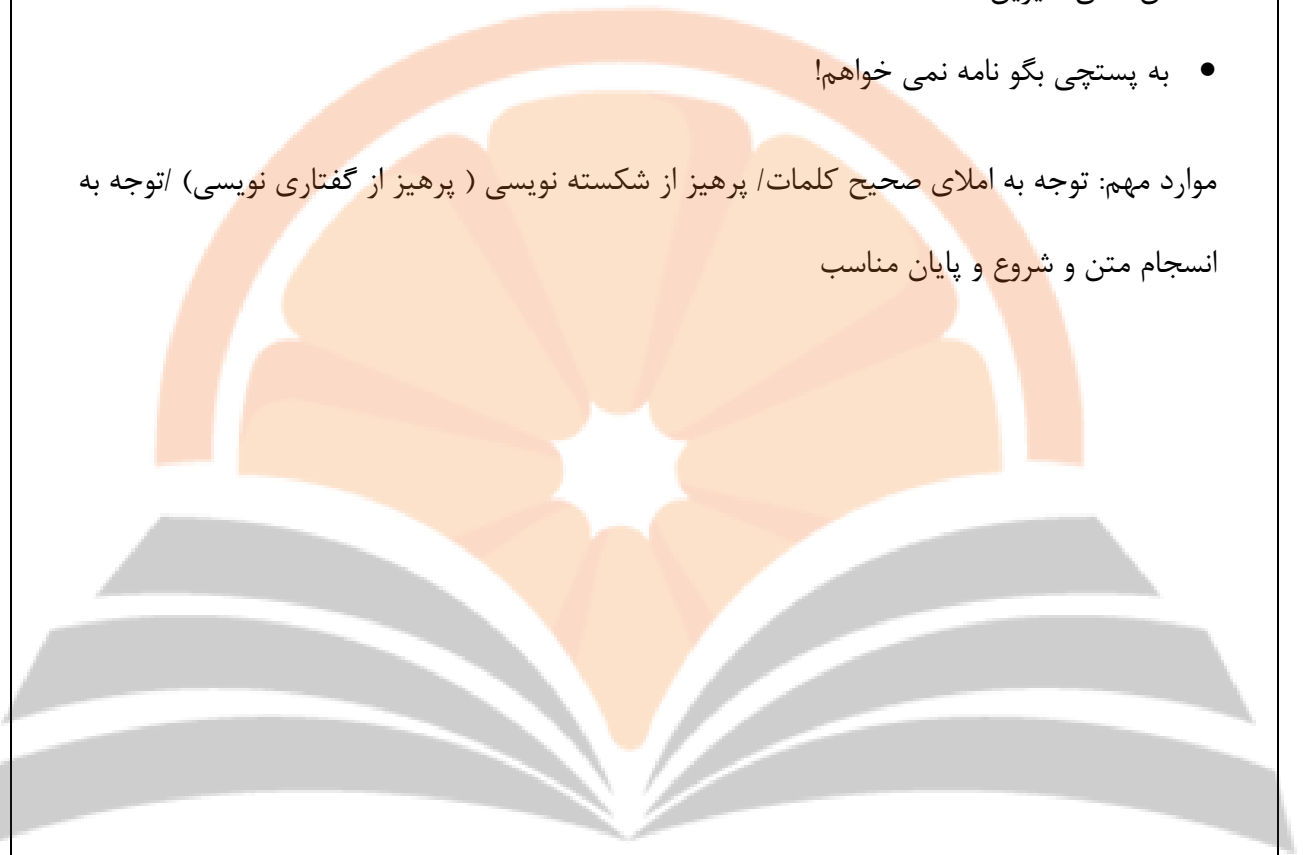 • به پستچی بگو نامه نمی خواهم!
موارد مهم: توجه به املای صحیح کلمات/ پرهیز از شکسته نویسی ( پرهیز از گفتاری نویسی) /توجه به
انسجام متن و شروع و پایان مناسب